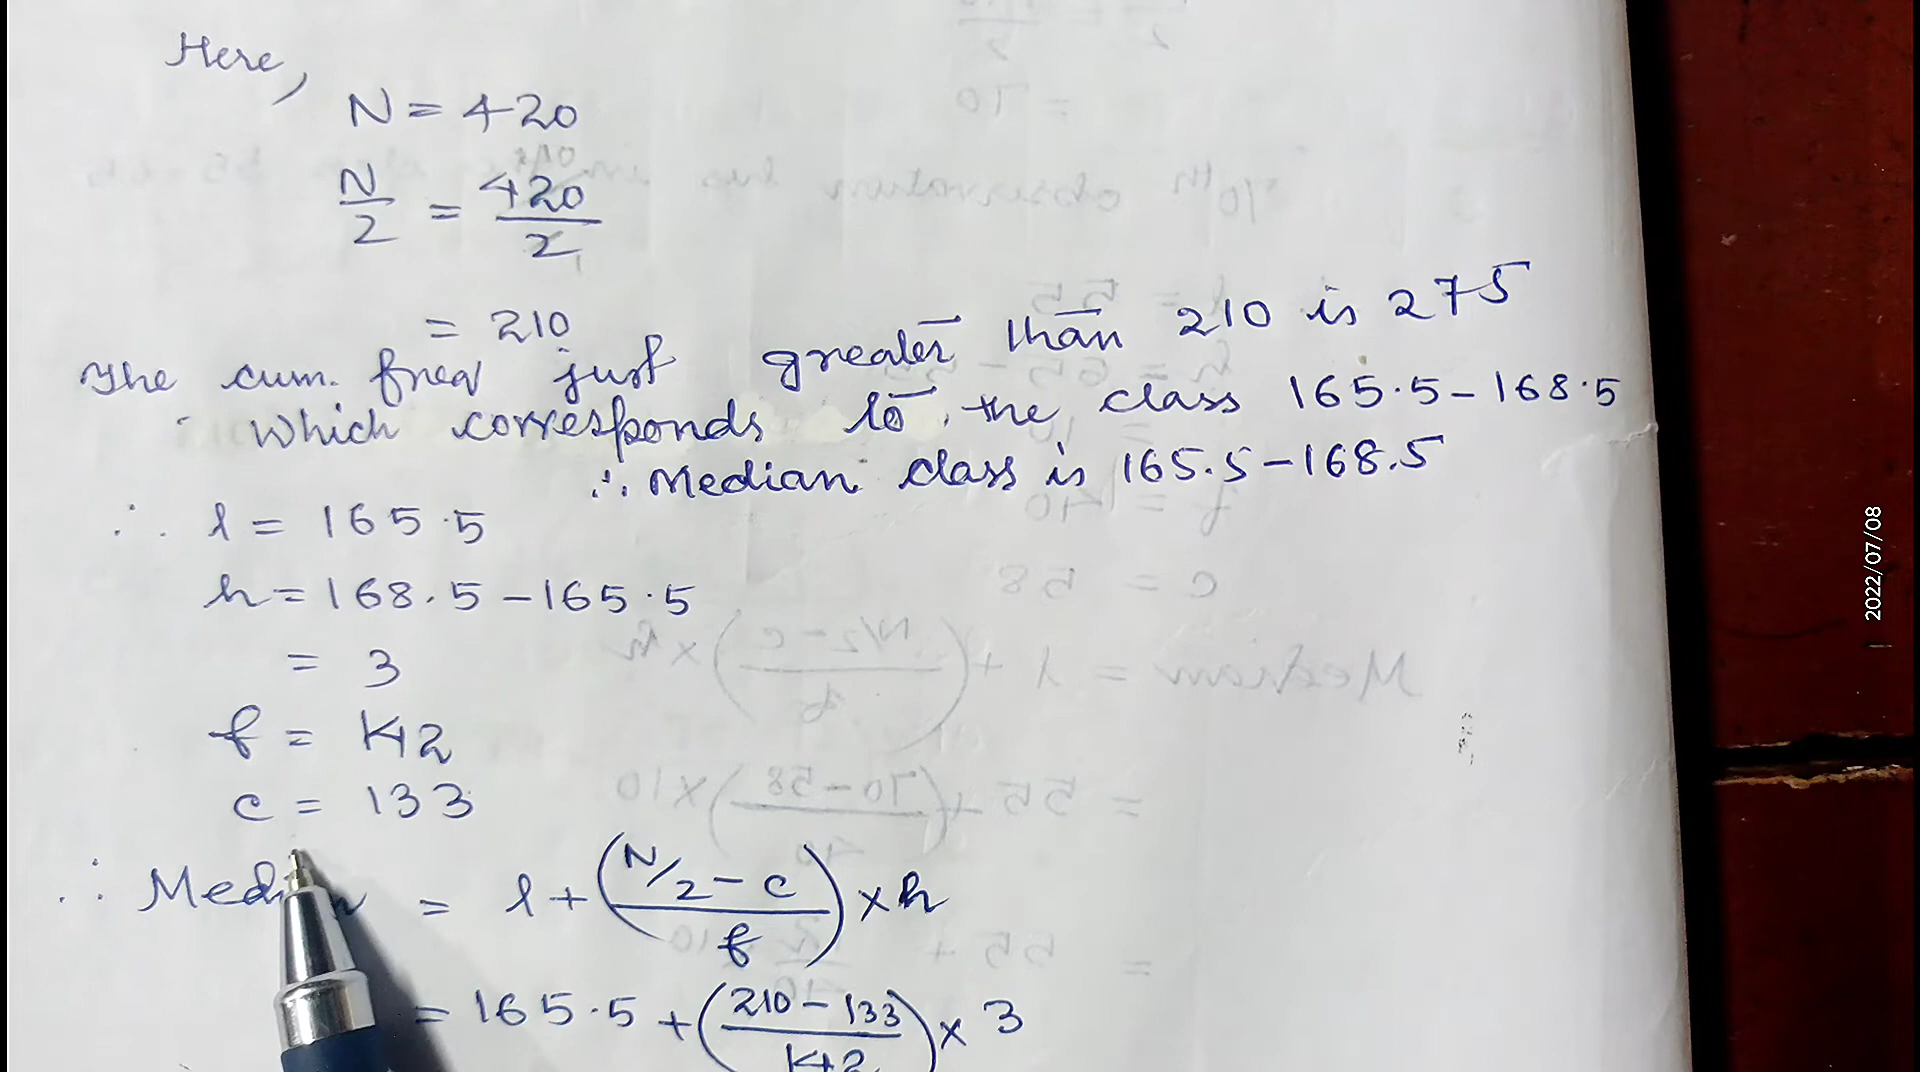 Here,
N = 420
N/2 = 420/2
= 210
The cum. freq just greater than 210 is 275
which corresponds to the class 165.5-168.5
∴ Median class is 165.5-168.5
∴ l = 165.5
h = 168.5 - 165.5
= 3
f = 142
c = 133
∴ Median = l + (N/2 - c / f) × h
= 165.5 + (210 - 133 / 142) × 3
2022/07/08